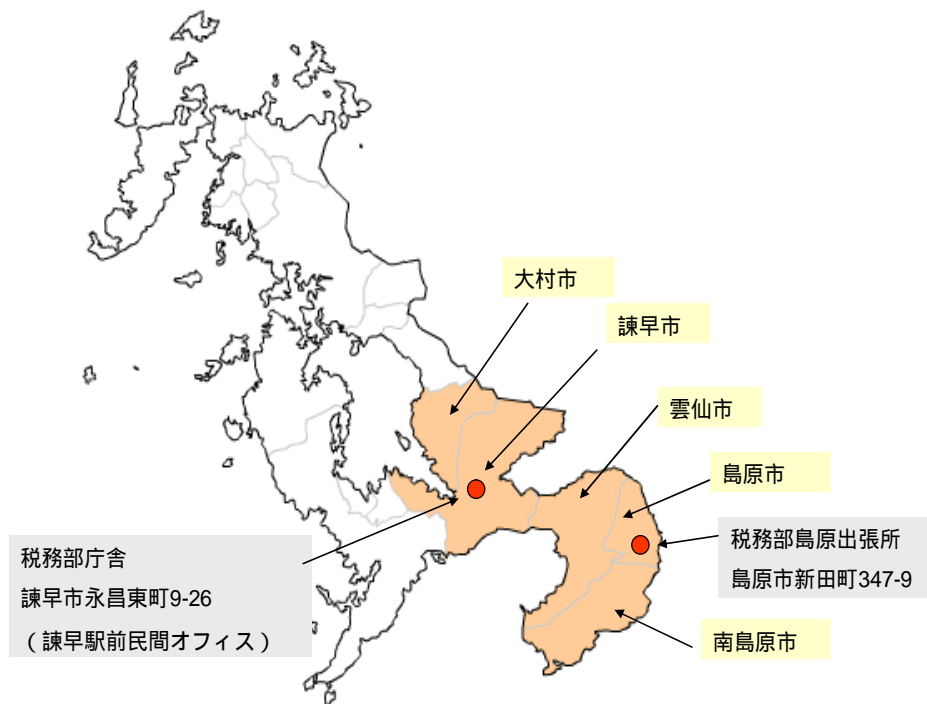 大村市
諫早市
雲仙市
島原市
税務部島原出張所
島原市新田町347-9
税務部庁舎
諫早市永昌東町9-26
（諫早駅前民間オフィス）
南島原市